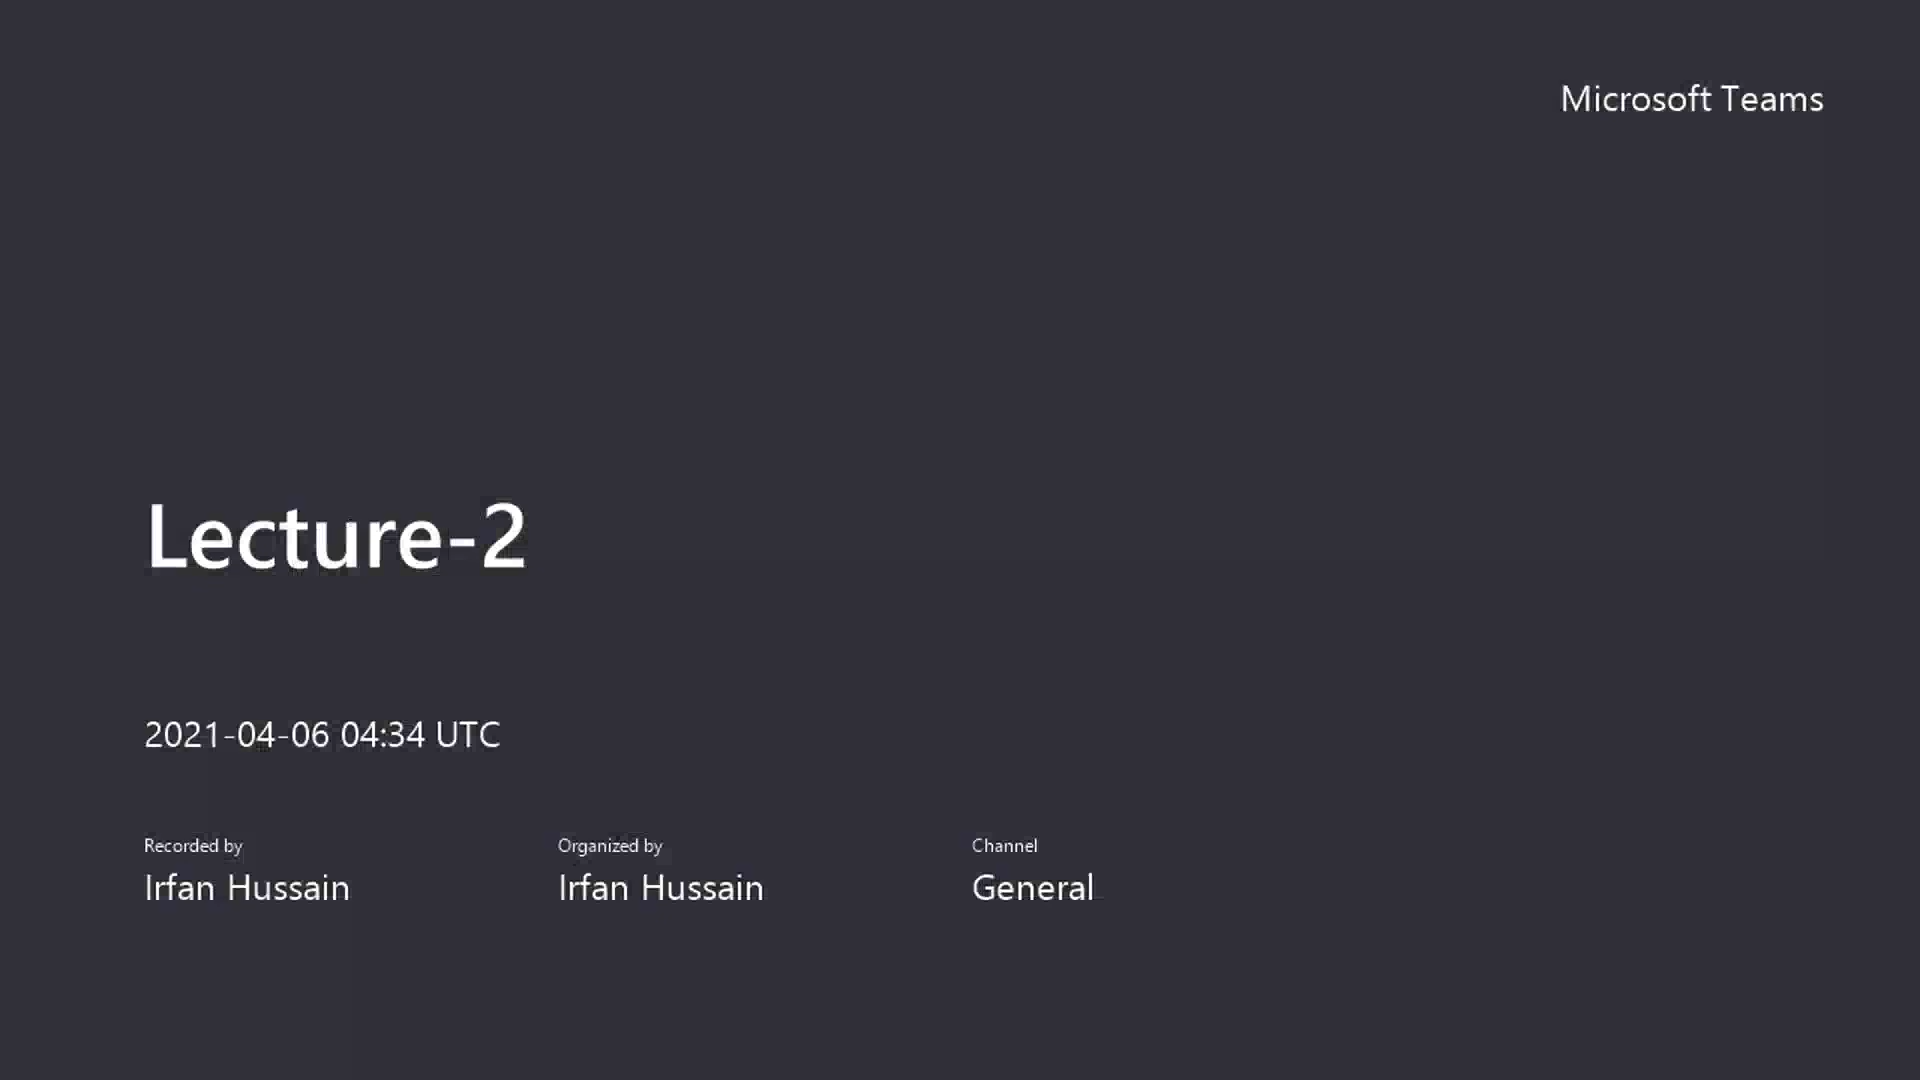 Microsoft Teams
Lecture-2
2021-04-06 04:34 UTC
Recorded by
Irfan Hussain
Organized by
Irfan Hussain
Channel
General